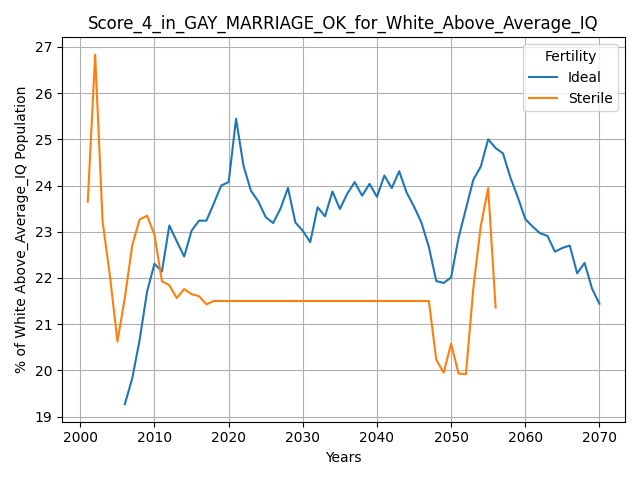 Score_4_in_GAY_MARRIAGE_OK_for_White_Above_Average_IQ
27
26
25
24
23
22
21
20
19
% of White Above_Average_IQ Population
Fertility
Ideal
Sterile
2000 2010 2020 2030 2040 2050 2060 2070
Years